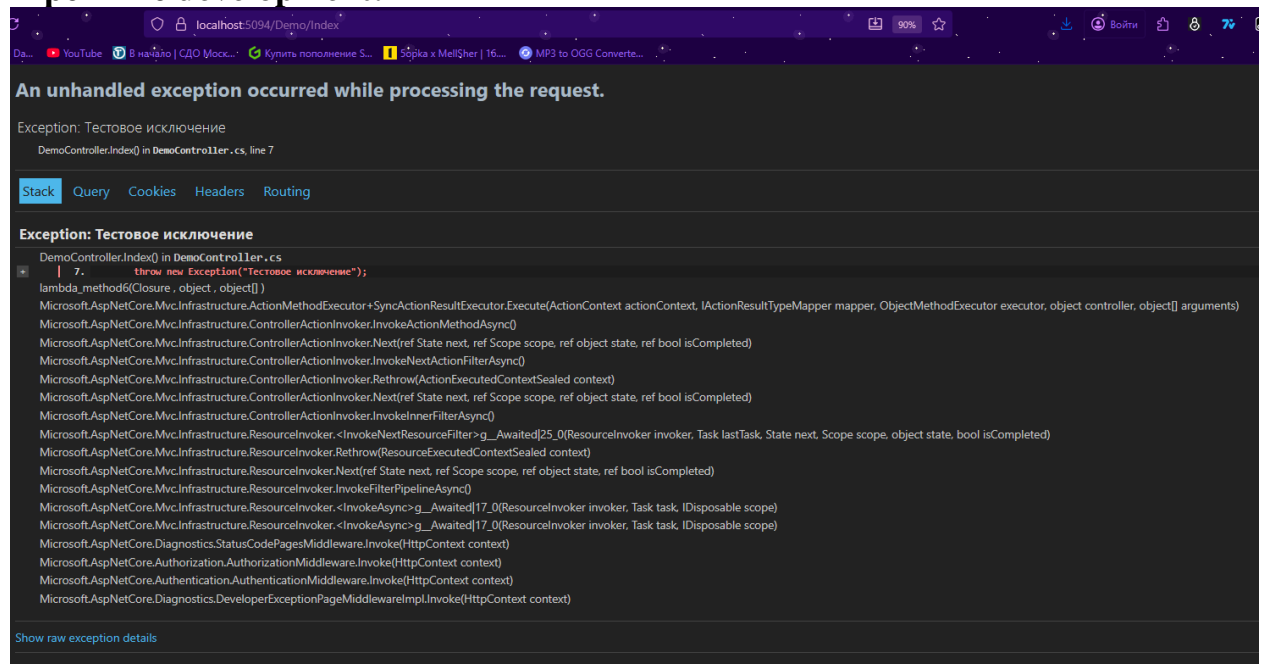 localhost:5094/Demo/Index
90%
Войти
Da...
YouTube
В начало | СДО Моск...
Купить пополнение S...
5opka x MellSher | 16....
MP3 to OGG Converte...
An unhandled exception occurred while processing the request.
Exception: Тестовое исключение
DemoController.Index() in DemoController.cs, line 7
Stack
Query
Cookies
Headers
Routing
Exception: Тестовое исключение
DemoController.Index() in DemoController.cs
+ 7. throw new Exception("Тестовое исключение");
lambda_method6(Closure , object , object[] )
Microsoft.AspNetCore.Mvc.Infrastructure.ActionMethodExecutor+SyncActionResultExecutor.Execute(ActionContext actionContext, IActionResultTypeMapper mapper, ObjectMethodExecutor executor, object controller, object[] arguments)
Microsoft.AspNetCore.Mvc.Infrastructure.ControllerActionInvoker.InvokeActionMethodAsync()
Microsoft.AspNetCore.Mvc.Infrastructure.ControllerActionInvoker.Next(ref State next, ref Scope scope, ref object state, ref bool isCompleted)
Microsoft.AspNetCore.Mvc.Infrastructure.ControllerActionInvoker.InvokeNextActionFilterAsync()
Microsoft.AspNetCore.Mvc.Infrastructure.ControllerActionInvoker.Rethrow(ActionExecutedContextSealed context)
Microsoft.AspNetCore.Mvc.Infrastructure.ControllerActionInvoker.Next(ref State next, ref Scope scope, ref object state, ref bool isCompleted)
Microsoft.AspNetCore.Mvc.Infrastructure.ControllerActionInvoker.InvokeInnerFilterAsync()
Microsoft.AspNetCore.Mvc.Infrastructure.ResourceInvoker.<InvokeNextResourceFilter>g__Awaited|25_0(ResourceInvoker invoker, Task lastTask, State next, Scope scope, object state, bool isCompleted)
Microsoft.AspNetCore.Mvc.Infrastructure.ResourceInvoker.Rethrow(ResourceExecutedContextSealed context)
Microsoft.AspNetCore.Mvc.Infrastructure.ResourceInvoker.Next(ref State next, ref Scope scope, ref object state, ref bool isCompleted)
Microsoft.AspNetCore.Mvc.Infrastructure.ResourceInvoker.InvokeFilterPipelineAsync()
Microsoft.AspNetCore.Mvc.Infrastructure.ResourceInvoker.<InvokeAsync>g__Awaited|17_0(ResourceInvoker invoker, Task task, IDisposable scope)
Microsoft.AspNetCore.Mvc.Infrastructure.ResourceInvoker.<InvokeAsync>g__Awaited|17_0(ResourceInvoker invoker, Task task, IDisposable scope)
Microsoft.AspNetCore.Diagnostics.StatusCodePagesMiddleware.Invoke(HttpContext context)
Microsoft.AspNetCore.Authorization.AuthorizationMiddleware.Invoke(HttpContext context)
Microsoft.AspNetCore.Authentication.AuthenticationMiddleware.Invoke(HttpContext context)
Microsoft.AspNetCore.Diagnostics.DeveloperExceptionPageMiddlewareImpl.Invoke(HttpContext context)
Show raw exception details